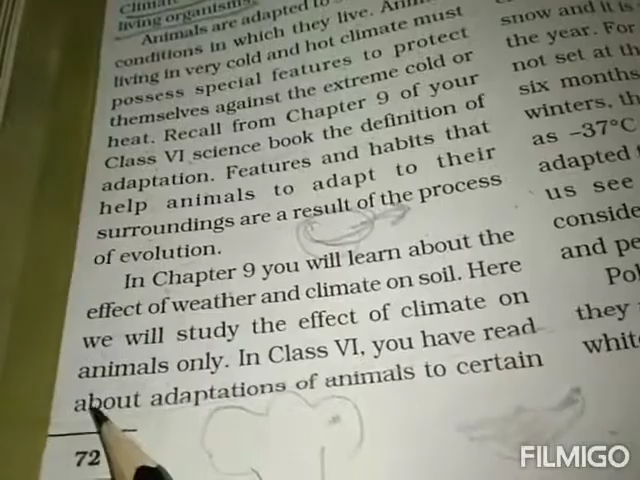 Climate
living organisms
Animals are adapted to
conditions in which they live.
living in very cold and hot climate must
possess special features to protect
themselves against the extreme cold or
heat. Recall from Chapter 9 of your
Class VI science book the definition of
adaptation. Features and habits that
help animals to adapt to their
surroundings are a result of the process
of evolution.
In Chapter 9 you will learn about the
effect of weather and climate on soil. Here
we will study the effect of climate on
animals only. In Class VI, you have read
about adaptations of animals to certain
72
snow and it is
the year. For
not set at th
six months
winters, th
as –37°C
adapted
us see
conside
and pe
Pol
they
white
FILMIGO